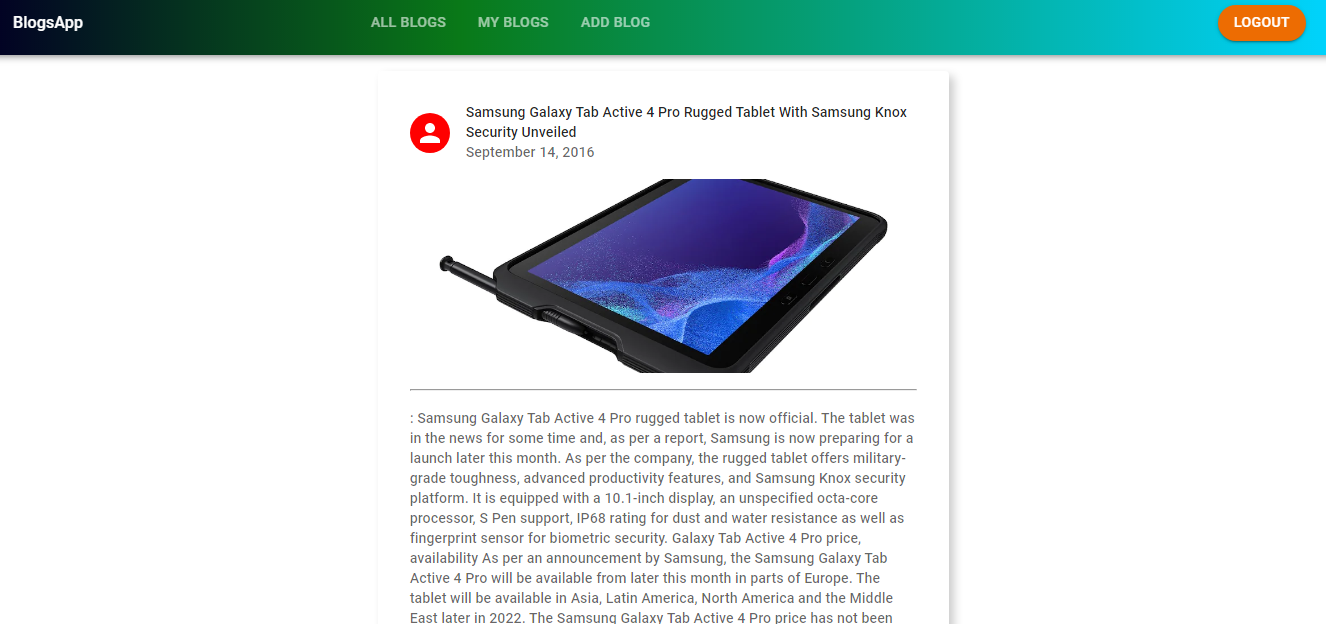 BlogsApp
ALL BLOGS
MY BLOGS
ADD BLOG
LOGOUT
Samsung Galaxy Tab Active 4 Pro Rugged Tablet With Samsung Knox
Security Unveiled
September 14, 2016
: Samsung Galaxy Tab Active 4 Pro rugged tablet is now official. The tablet was
in the news for some time and, as per a report, Samsung is now preparing for a
launch later this month. As per the company, the rugged tablet offers military-
grade toughness, advanced productivity features, and Samsung Knox security
platform. It is equipped with a 10.1-inch display, an unspecified octa-core
processor, S Pen support, IP68 rating for dust and water resistance as well as
fingerprint sensor for biometric security. Galaxy Tab Active 4 Pro price,
availability As per an announcement by Samsung, the Samsung Galaxy Tab
Active 4 Pro will be available from later this month in parts of Europe. The
tablet will be available in Asia, Latin America, North America and the Middle
East later in 2022. The Samsung Galaxy Tab Active 4 Pro price has not been